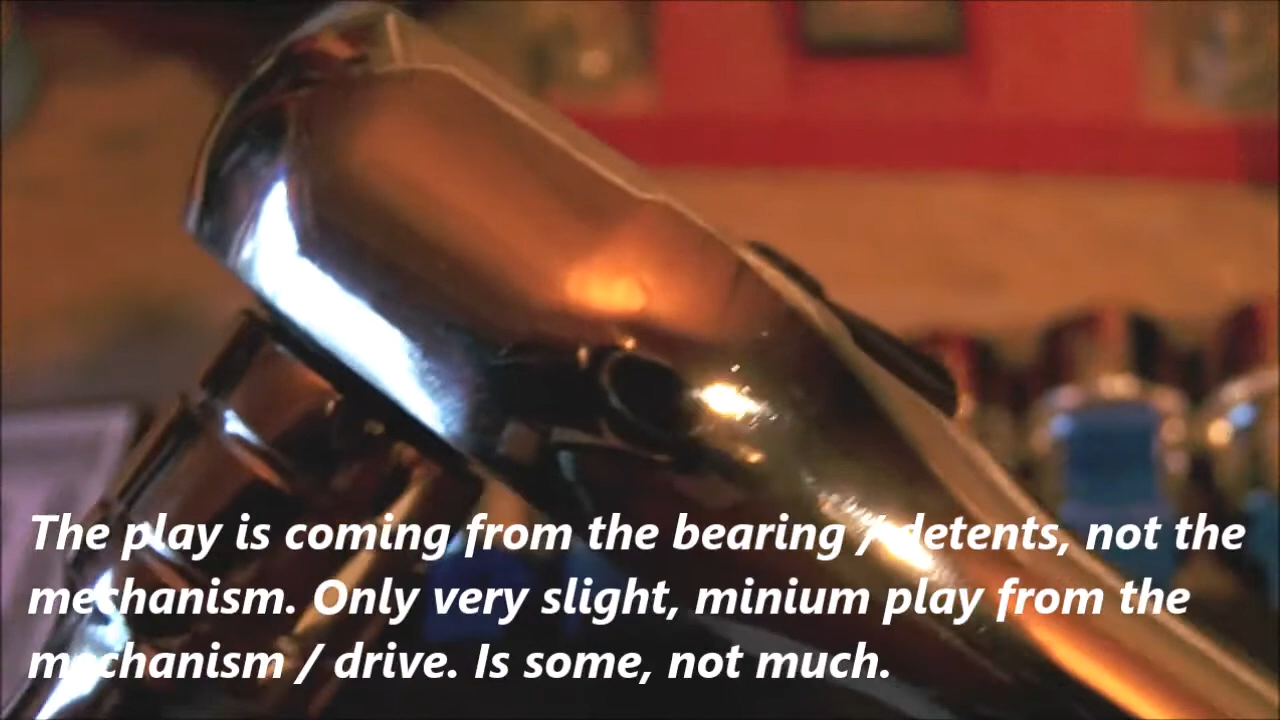 The play is coming from the bearing / detents, not the
mechanism. Only very slight, minium play from the
mechanism / drive. Is some, not much.